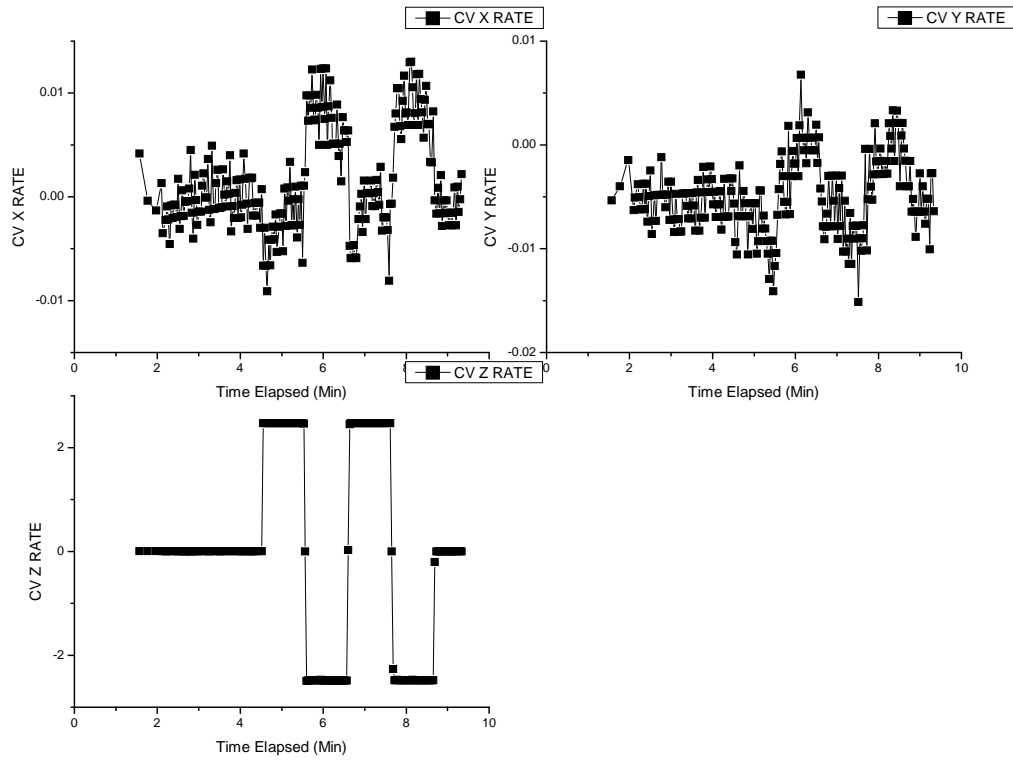 CV X RATE
CV Y RATE
0.01
0.00
-0.01
CV X RATE
0 2 4 6 8 10
Time Elapsed (Min)
0.01
0.00
-0.01
-0.02
CV Y RATE
0 2 4 6 8 10
Time Elapsed (Min)
CV Z RATE
2
0
-2
CV Z RATE
0 2 4 6 8 10
Time Elapsed (Min)